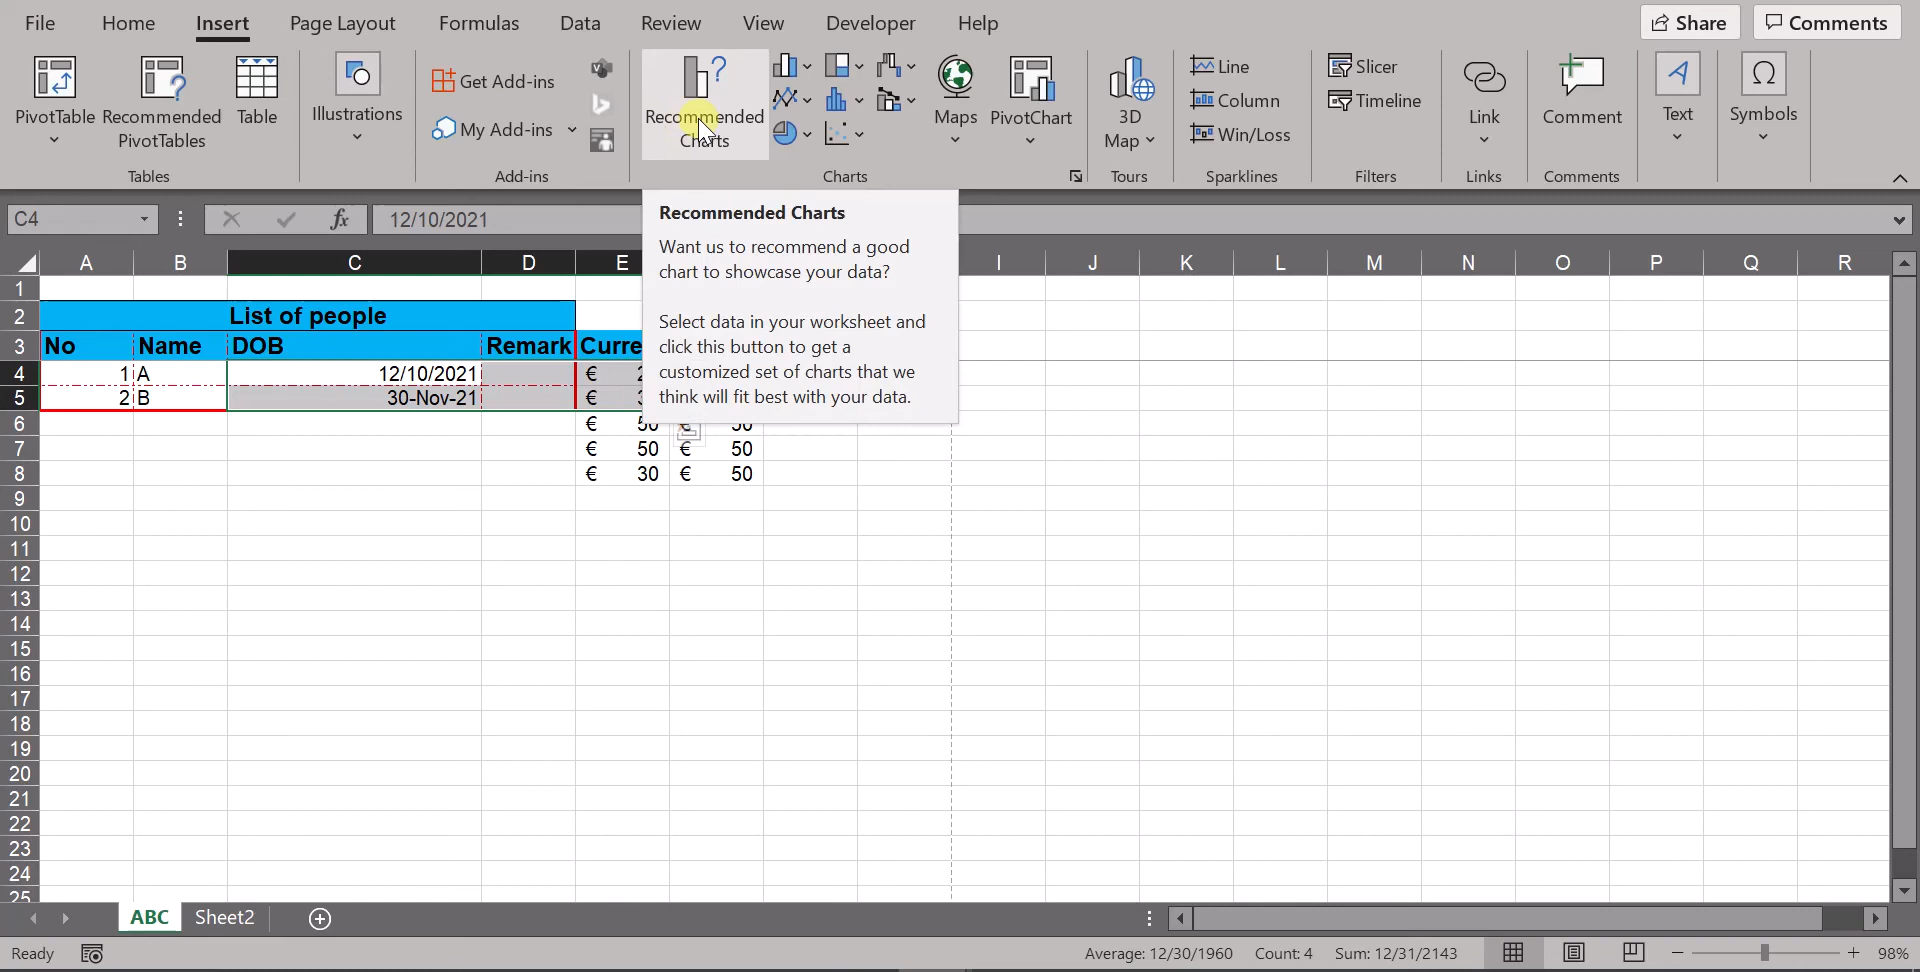 File Home Insert Page Layout Formulas Data Review View Developer Help Share Comments
PivotTable Recommended PivotTables Table Illustrations Get Add-ins My Add-ins Recommended Charts Maps PivotChart 3D Map Line Column Win/Loss Slicer Timeline Link Comment Text Symbols
Tables Add-ins Charts Tours Sparklines Filters Links Comments
C4 fx 12/10/2021
Recommended Charts
Want us to recommend a good
chart to showcase your data?
Select data in your worksheet and
click this button to get a
customized set of charts that we
think will fit best with your data.
A B C D E I J K L M N O P Q R
1
2 List of people
3 No Name DOB Remark Curre
4 1 A 12/10/2021 €
5 2 B 30-Nov-21 €
6 € 50 € 50
7 € 50 € 50
8 € 30 € 50
9
10
11
12
13
14
15
16
17
18
19
20
21
22
23
24
25
ABC Sheet2
Ready Average: 12/30/1960 Count: 4 Sum: 12/31/2143 98%